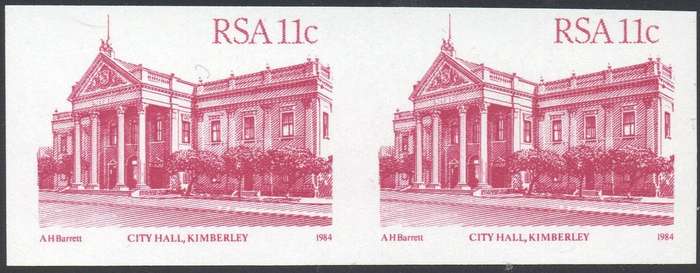 RSA 11c
A H Barrett CITY HALL, KIMBERLEY 1984
RSA 11c
A H Barrett CITY HALL, KIMBERLEY 1984